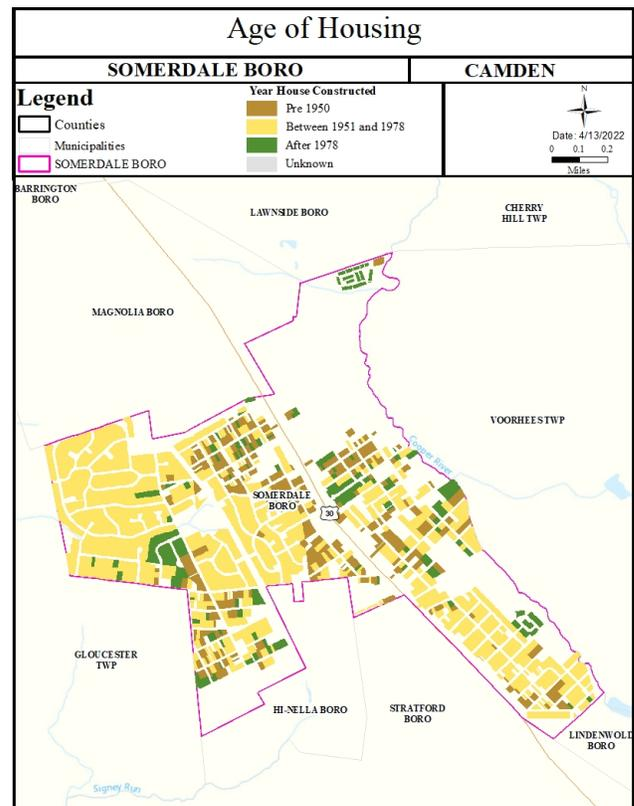 Age of Housing
SOMERDALE BORO
CAMDEN
Legend
Counties
Municipalities
SOMERDALE BORO
Year House Constructed
Pre 1950
Between 1951 and 1978
After 1978
Unknown
N
Date: 4/13/2022
0 0.1 0.2
Miles
BARRINGTON
BORO
LAWNSIDE BORO
CHERRY
HILL TWP
MAGNOLIA BORO
VOORHEES TWP
Cooper River
SOMERDALE
BORO
30
GLOUCESTER
TWP
HI-NELLA BORO
STRATFORD
BORO
LINDENWOLD
BORO
Signey Run